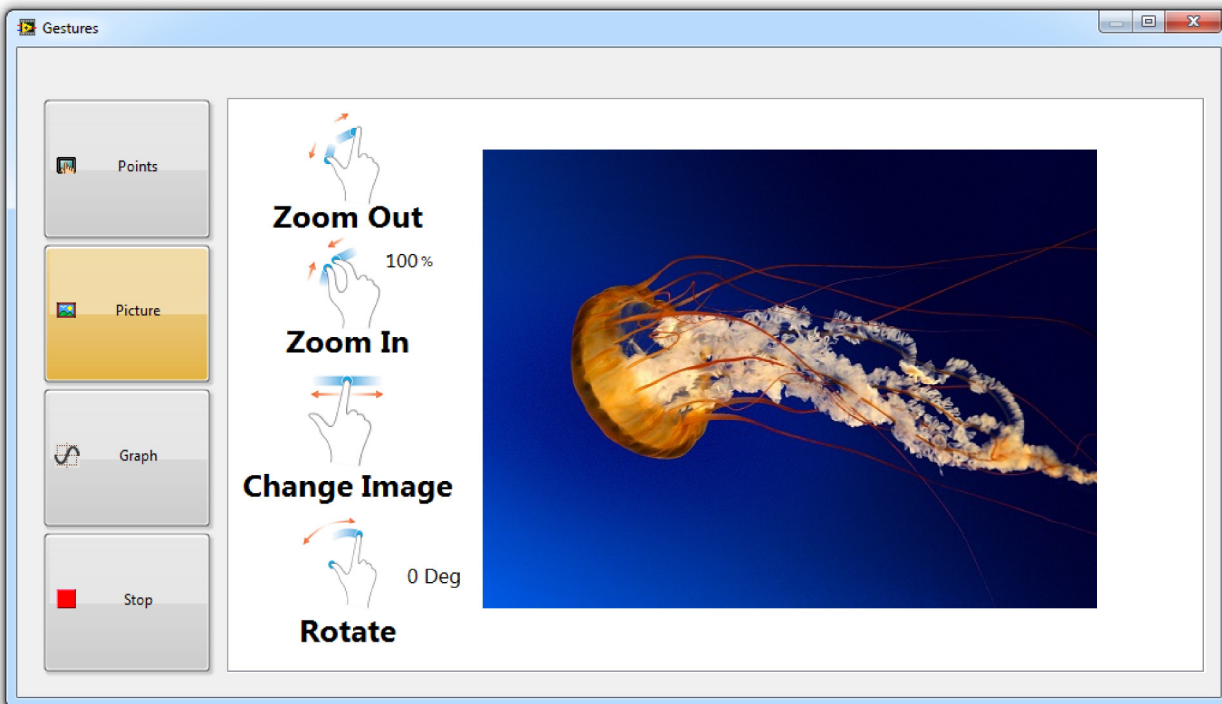 Gestures
Points
Picture
Graph
Stop
Zoom Out
100 %
Zoom In
Change Image
0 Deg
Rotate